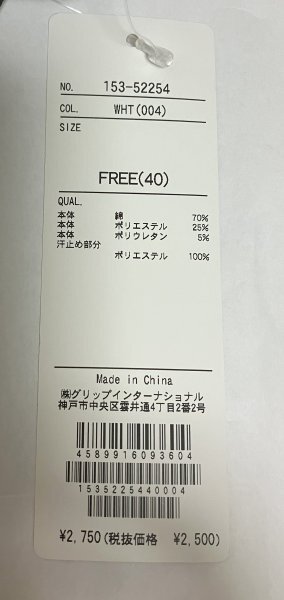 NO. 153-52254
COL. WHT(004)
SIZE
FREE(40)
QUAL.
本体 綿 70%
本体 ポリエステル 25%
本体 ポリウレタン 5%
汗止め部分
ポリエステル 100%
Made in China
㈱グリップインターナショナル
神戸市中央区雲井通4丁目2番2号
4589916093604
1535225440004
¥2,750(税抜価格 ¥2,500)